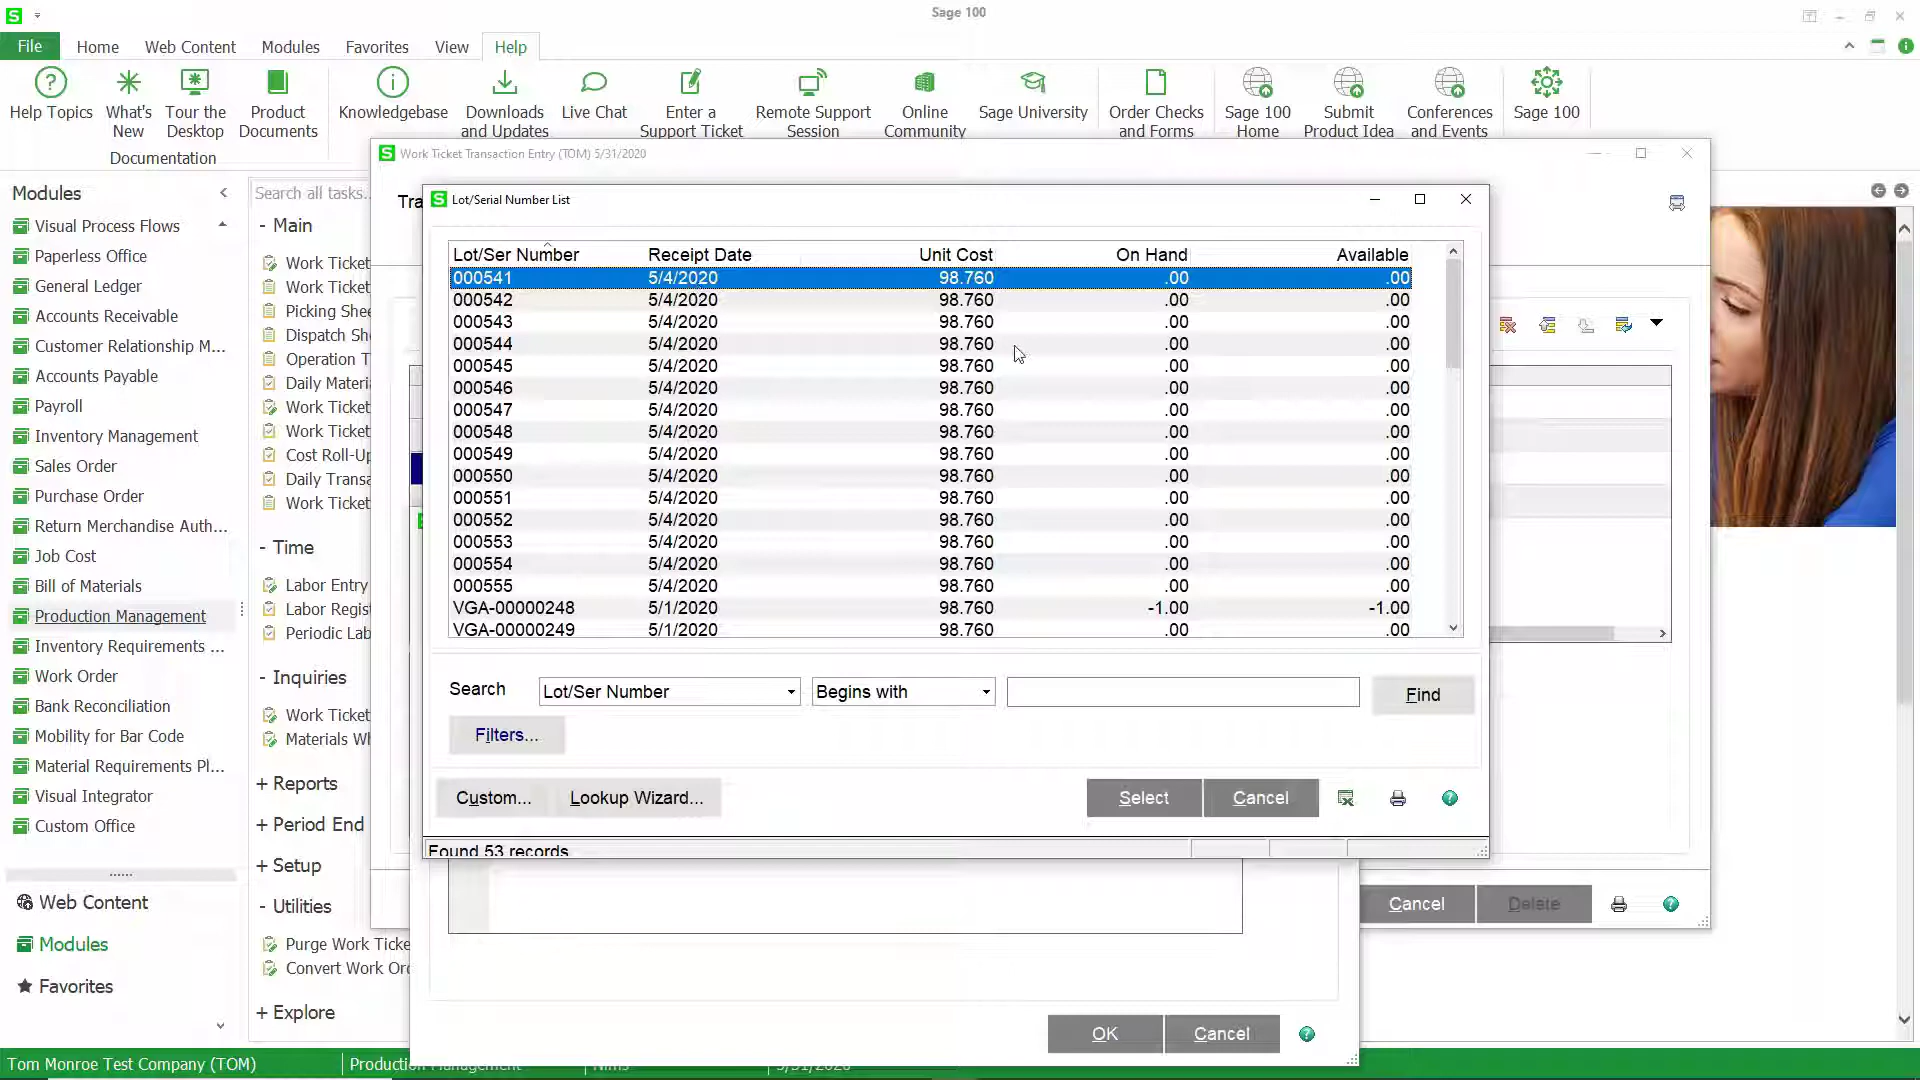 Sage 100
File
Home
Web Content
Modules
Favorites
View
Help
Help Topics
What's
New
Tour the
Desktop
Product
Documents
Documentation
Knowledgebase
Downloads
and Updates
Live Chat
Enter a
Support Ticket
Remote Support
Session
Online
Community
Sage University
Order Checks
and Forms
Sage 100
Home
Submit
Product Idea
Conferences
and Events
Sage 100
Modules
Visual Process Flows
Paperless Office
General Ledger
Accounts Receivable
Customer Relationship M...
Accounts Payable
Payroll
Inventory Management
Sales Order
Purchase Order
Return Merchandise Auth...
Job Cost
Bill of Materials
Production Management
Inventory Requirements ...
Work Order
Bank Reconciliation
Mobility for Bar Code
Material Requirements Pl...
Visual Integrator
Custom Office
Web Content
Modules
Favorites
Search all tasks...
- Main
Work Ticket
Work Ticket
Picking Shee
Dispatch She
Operation T
Daily Materi
Work Ticket
Work Ticket
Cost Roll-Up
Daily Transa
Work Ticket
- Time
Labor Entry
Labor Regist
Periodic Lab
- Inquiries
Work Ticket
Materials Wh
+ Reports
+ Period End
+ Setup
- Utilities
Purge Work Ticke
Convert Work Orc
+ Explore
Work Ticket Transaction Entry (TOM) 5/31/2020
Tra
Lot/Serial Number List
Lot/Ser Number Receipt Date Unit Cost On Hand Available
000541 5/4/2020 98.760 .00 .00
000542 5/4/2020 98.760 .00 .00
000543 5/4/2020 98.760 .00 .00
000544 5/4/2020 98.760 .00 .00
000545 5/4/2020 98.760 .00 .00
000546 5/4/2020 98.760 .00 .00
000547 5/4/2020 98.760 .00 .00
000548 5/4/2020 98.760 .00 .00
000549 5/4/2020 98.760 .00 .00
000550 5/4/2020 98.760 .00 .00
000551 5/4/2020 98.760 .00 .00
000552 5/4/2020 98.760 .00 .00
000553 5/4/2020 98.760 .00 .00
000554 5/4/2020 98.760 .00 .00
000555 5/4/2020 98.760 .00 .00
VGA-00000248 5/1/2020 98.760 -1.00 -1.00
VGA-00000249 5/1/2020 98.760 .00 .00
Search Lot/Ser Number Begins with Find
Filters...
Custom... Lookup Wizard... Select Cancel
Found 53 records
Cancel Delete
OK Cancel
Tom Monroe Test Company (TOM)